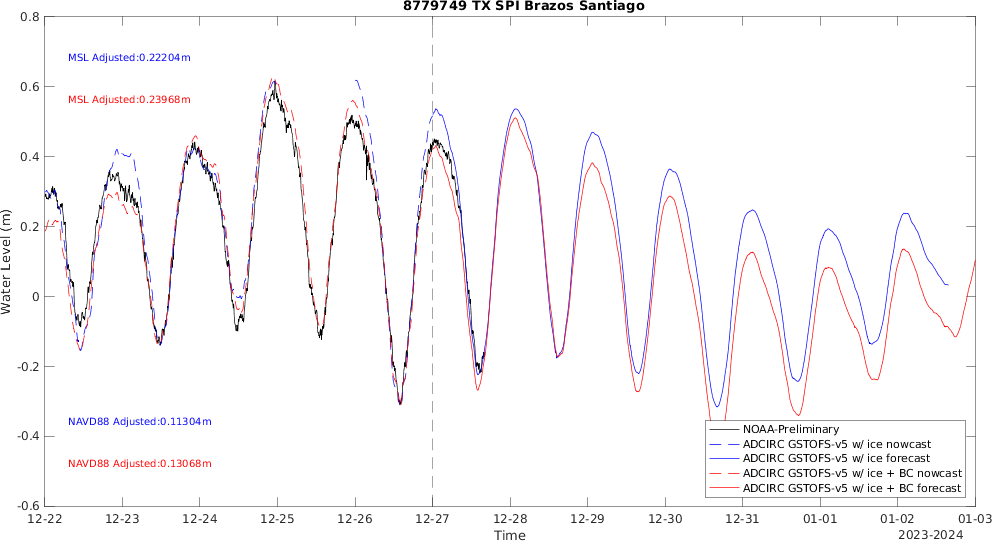 8779749 TX SPI Brazos Santiago
0.8
0.6
0.4
0.2
0
-0.2
-0.4
-0.6
Water Level (m)
MSL Adjusted:0.22204m
MSL Adjusted:0.23968m
NAVD88 Adjusted:0.11304m
NAVD88 Adjusted:0.13068m
NOAA-Preliminary
ADCIRC GSTOFS-v5 w/ ice nowcast
ADCIRC GSTOFS-v5 w/ ice forecast
ADCIRC GSTOFS-v5 w/ ice + BC nowcast
ADCIRC GSTOFS-v5 w/ ice + BC forecast
12-22 12-23 12-24 12-25 12-26 12-27 12-28 12-29 12-30 12-31 01-01 01-02 01-03
Time
2023-2024